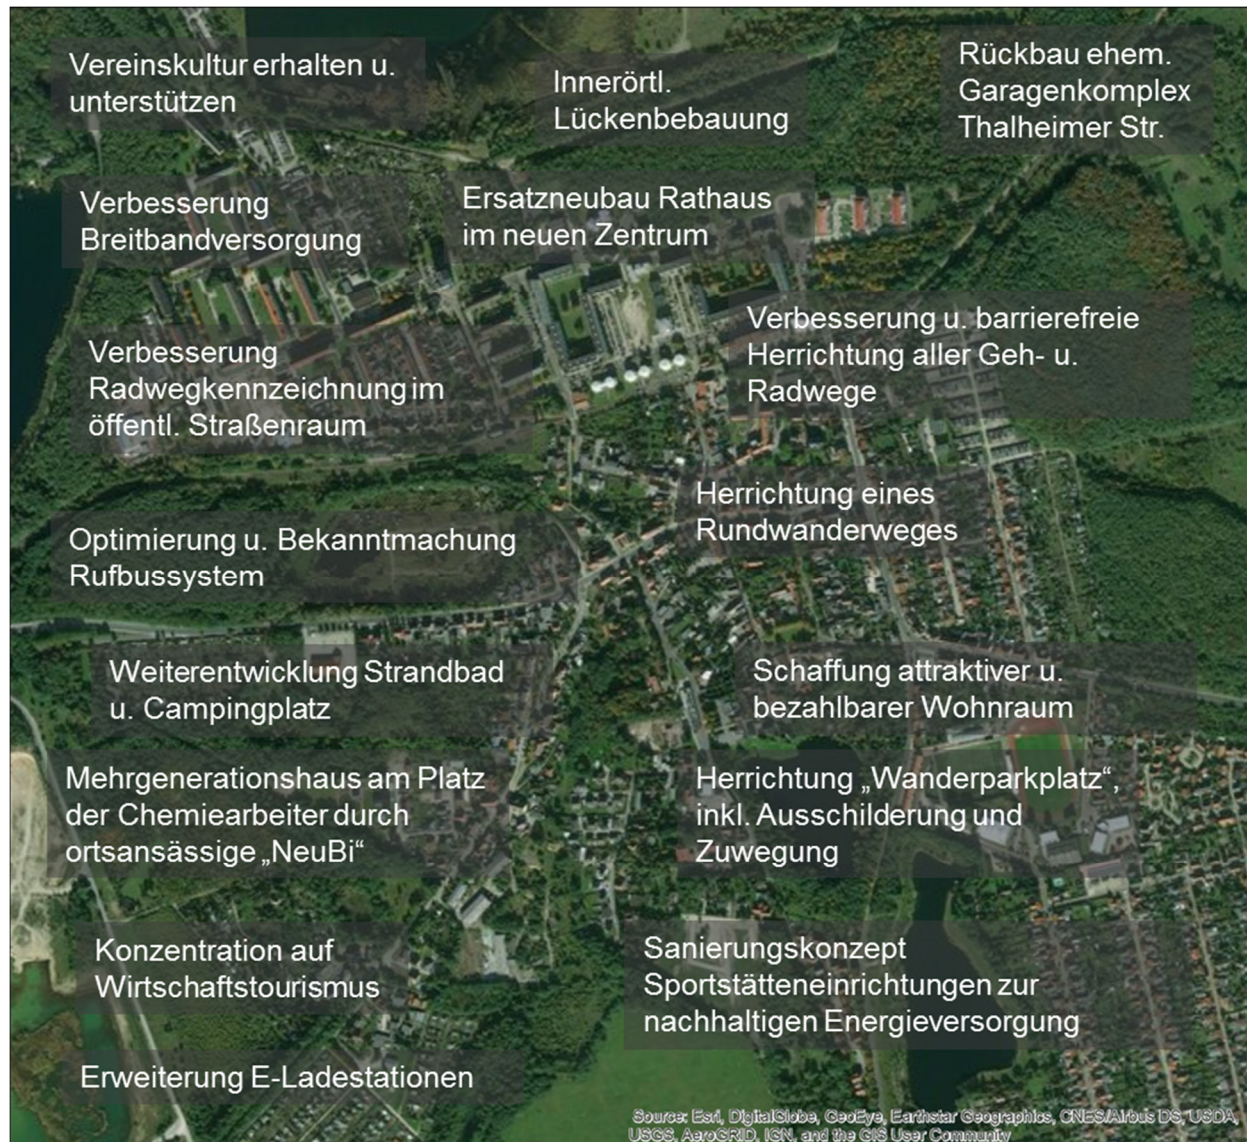 Vereinskultur erhalten u.
unterstützen
Innerörtl.
Lückenbebauung
Rückbau ehem.
Garagenkomplex
Thalheimer Str.
Verbesserung
Breitbandversorgung
Ersatzneubau Rathaus
im neuen Zentrum
Verbesserung u. barrierefreie
Herrichtung aller Geh- u.
Radwege
Verbesserung
Radwegkennzeichnung im
öffentl. Straßenraum
Herrichtung eines
Rundwanderweges
Optimierung u. Bekanntmachung
Rufbussystem
Weiterentwicklung Strandbad
u. Campingplatz
Schaffung attraktiver u.
bezahlbarer Wohnraum
Mehrgenerationshaus am Platz
der Chemiearbeiter durch
ortsansässige „NeuBi“
Herrichtung „Wanderparkplatz“,
inkl. Ausschilderung und
Zuwegung
Konzentration auf
Wirtschaftstourismus
Sanierungskonzept
Sportstätteneinrichtungen zur
nachhaltigen Energieversorgung
Erweiterung E-Ladestationen
Source: Esri, DigitalGlobe, GeoEye, Earthstar Geographics, CNES/Airbus DS, USDA,
USGS, AeroGRID, IGN, and the GIS User Community